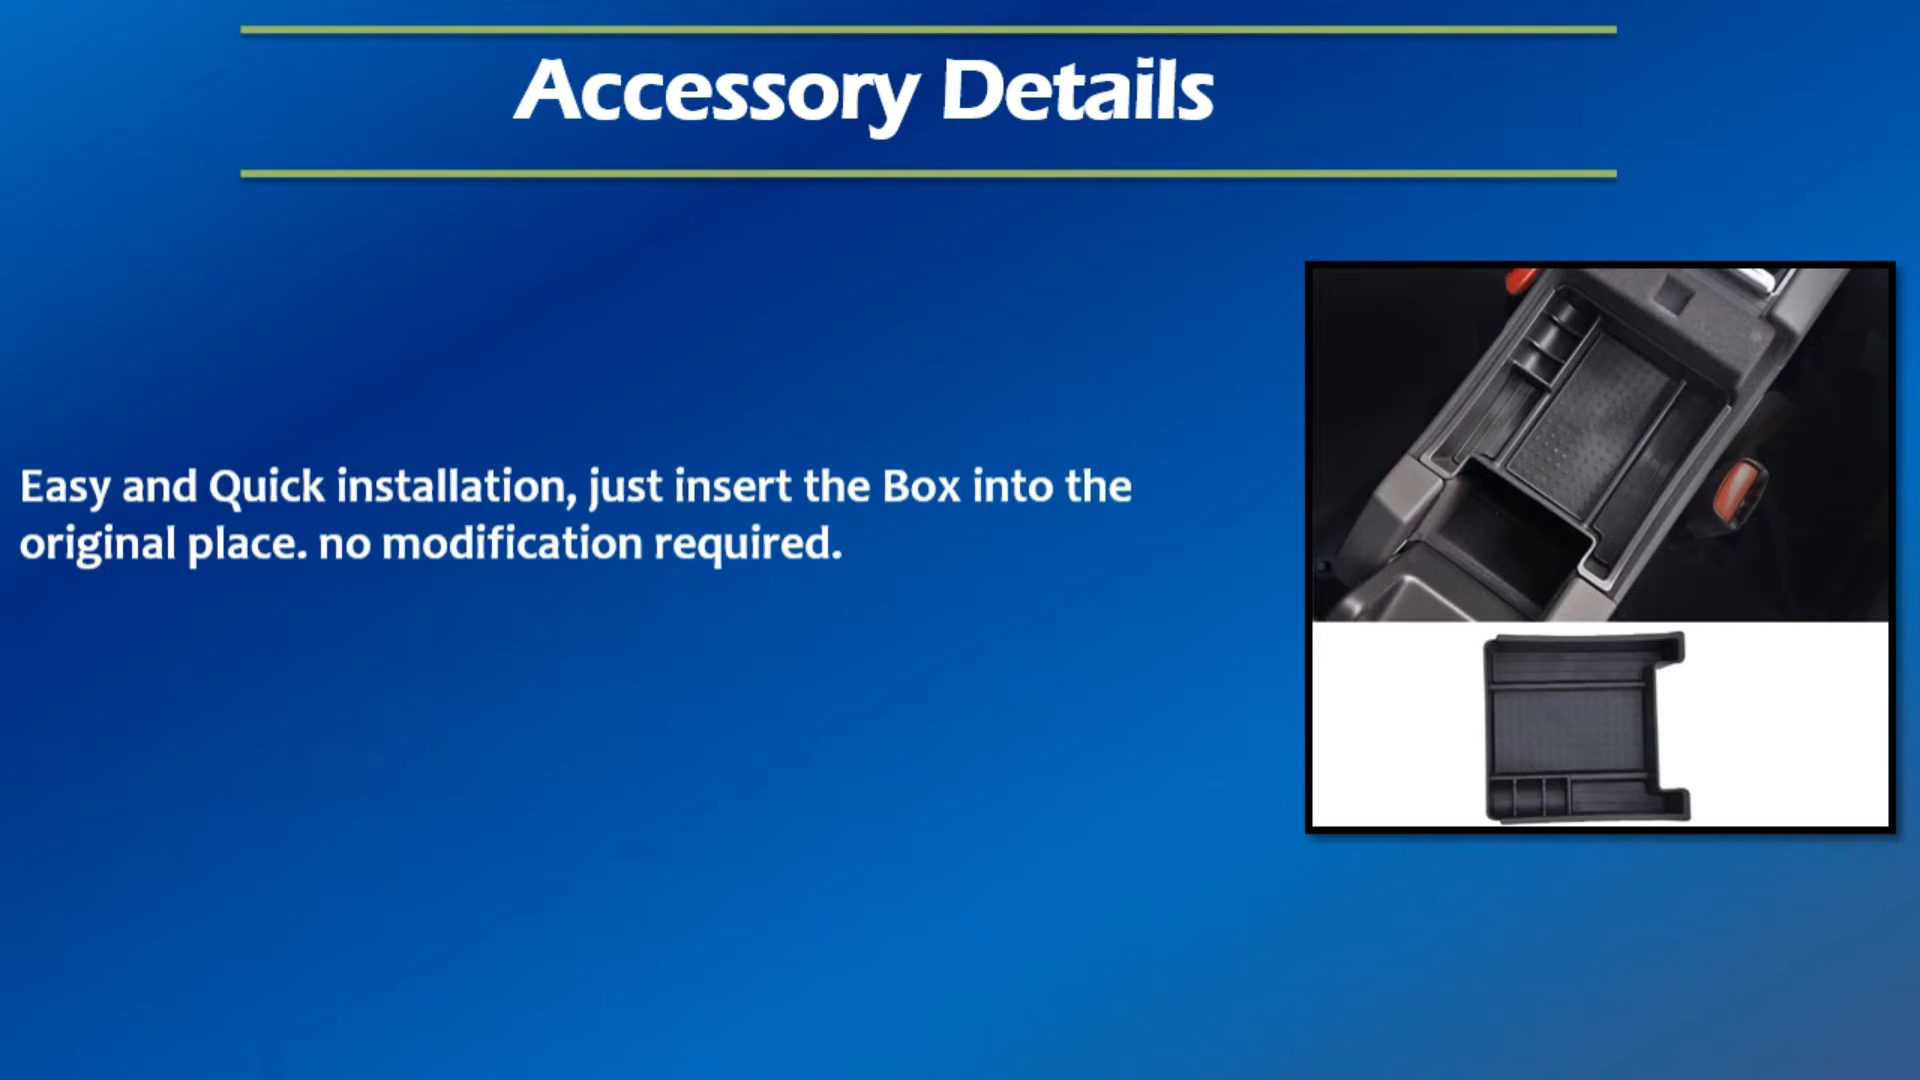 Accessory Details
Easy and Quick installation, just insert the Box into the
original place. no modification required.